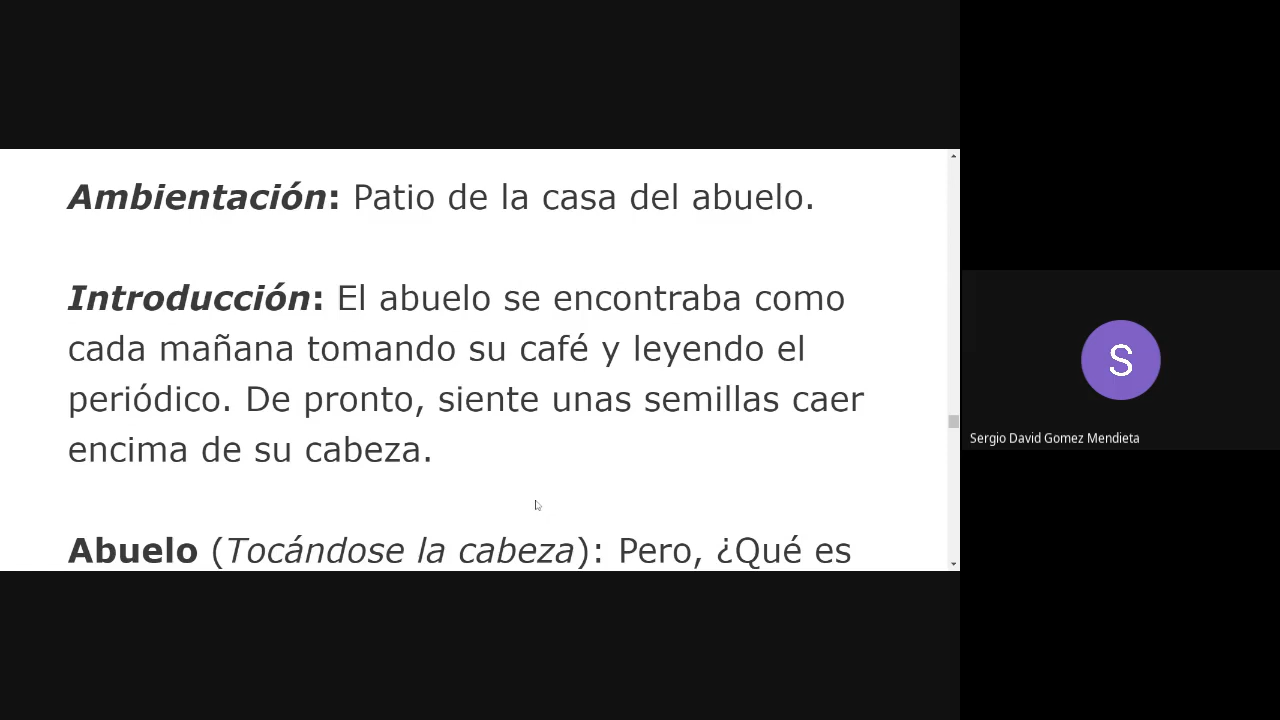 Ambientación: Patio de la casa del abuelo.
Introducción: El abuelo se encontraba como
cada mañana tomando su café y leyendo el
periódico. De pronto, siente unas semillas caer
encima de su cabeza.
Abuelo (Tocándose la cabeza): Pero, ¿Qué es
S
Sergio David Gomez Mendieta